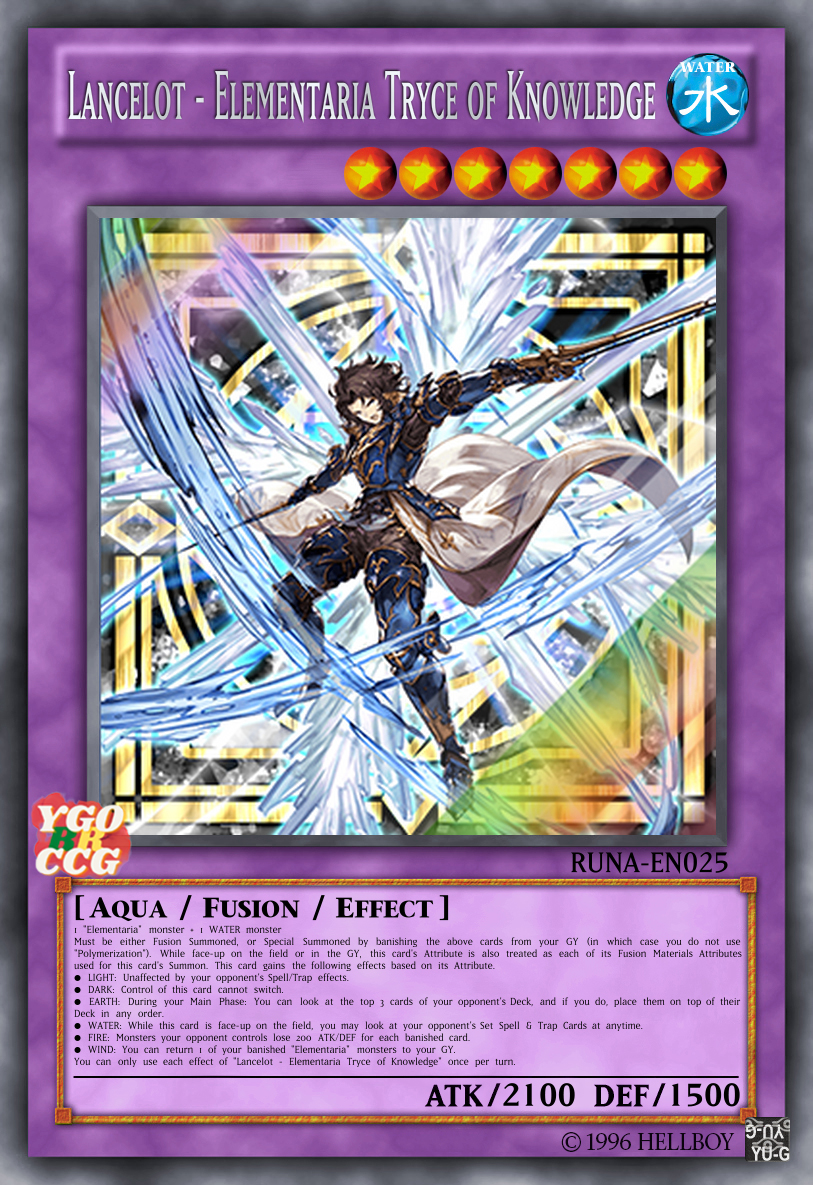 Lancelot - Elementaria Tryce of Knowledge
WATER
水
YGO
BR
CCG
RUNA-EN025
[ Aqua / Fusion / Effect ]
1 "Elementaria" monster + 1 WATER monster
Must be either Fusion Summoned, or Special Summoned by banishing the above cards from your GY (in which case you do not use
"Polymerization"). While face-up on the field or in the GY, this card's Attribute is also treated as each of its Fusion Materials Attributes
used for this card's Summon. This card gains the following effects based on its Attribute.
● LIGHT: Unaffected by your opponent's Spell/Trap effects.
● DARK: Control of this card cannot switch.
● EARTH: During your Main Phase: You can look at the top 3 cards of your opponent's Deck, and if you do, place them on top of their
Deck in any order.
● WATER: While this card is face-up on the field, you may look at your opponent's Set Spell & Trap Cards at anytime.
● FIRE: Monsters your opponent controls lose 200 ATK/DEF for each banished card.
● WIND: You can return 1 of your banished "Elementaria" monsters to your GY.
You can only use each effect of "Lancelot - Elementaria Tryce of Knowledge" once per turn.
ATK/2100 DEF/1500
© 1996 HELLBOY
YU-G
YU-G